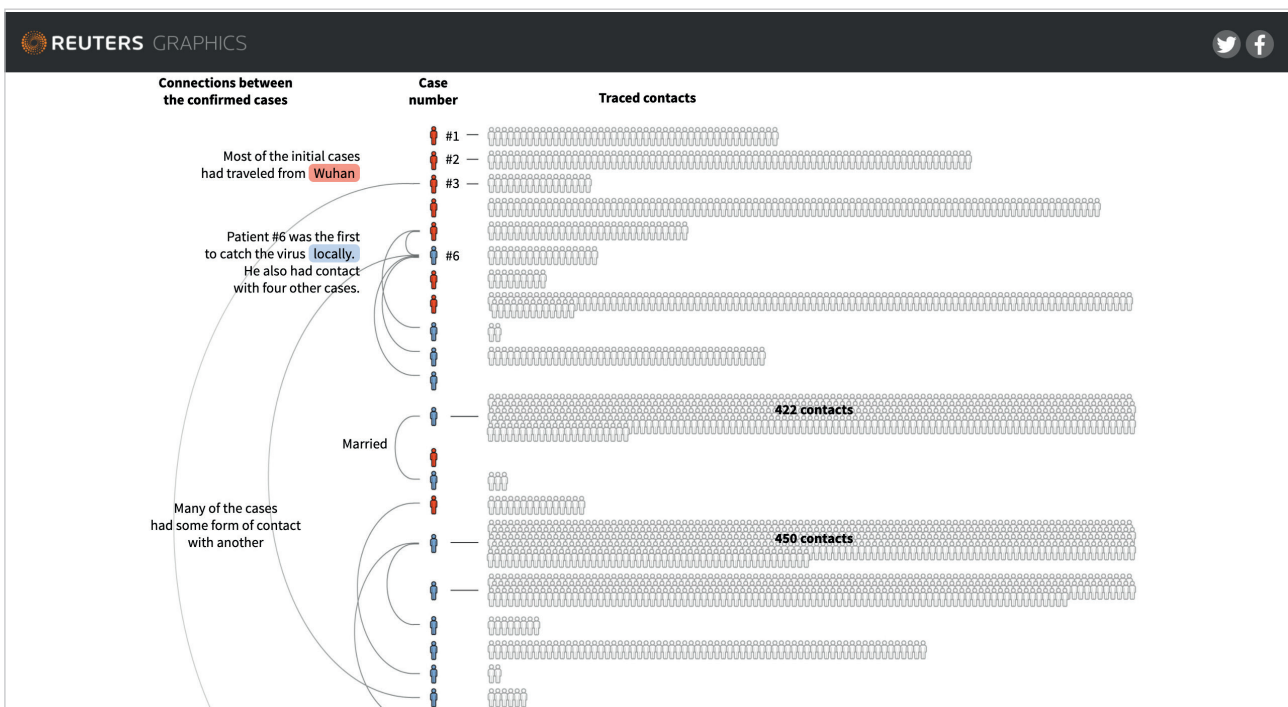 REUTERS GRAPHICS
Connections between
the confirmed cases
Case
number
Traced contacts
#1
Most of the initial cases
had traveled from Wuhan
#2
#3
Patient #6 was the first
to catch the virus locally.
He also had contact
with four other cases.
#6
422 contacts
Married
Many of the cases
had some form of contact
with another
450 contacts